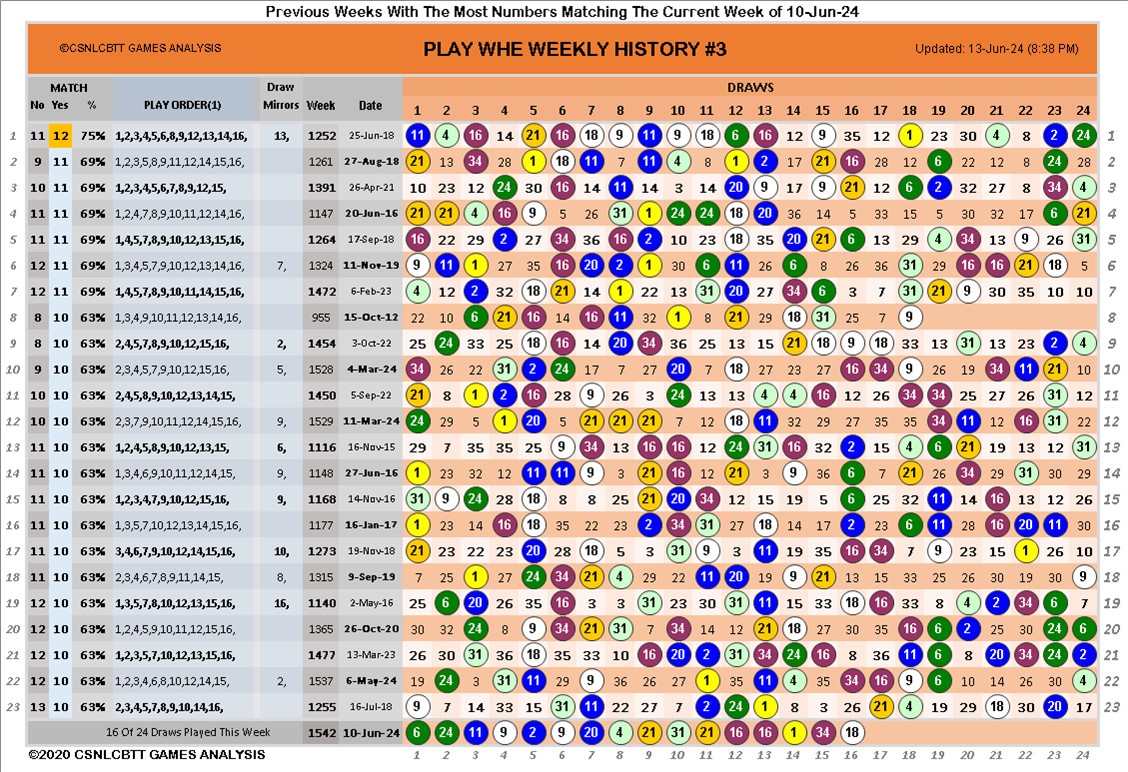 Previous Weeks With The Most Numbers Matching The Current Week of 10-Jun-24
©CSNLCBTT GAMES ANALYSIS PLAY WHE WEEKLY HISTORY #3 Updated: 13-Jun-24 (8:38 PM)
MATCH Draw DRAWS
No Yes % PLAY ORDER(1) Mirrors Week Date 1 2 3 4 5 6 7 8 9 10 11 12 13 14 15 16 17 18 19 20 21 22 23 24
1 11 12 75% 1,2,3,4,5,6,8,9,12,13,14,16, 13, 1252 25-Jun-18 11 4 16 14 21 16 18 9 11 9 18 6 16 12 9 35 12 1 23 30 4 8 2 24 1
2 9 11 69% 1,2,3,5,8,9,11,12,14,15,16, 1261 27-Aug-18 21 13 34 28 1 18 11 7 11 4 8 1 2 17 21 16 28 19 6 22 12 8 24 28 2
3 10 11 69% 1,2,3,4,5,6,7,8,9,12,15, 1391 26-Apr-21 10 23 12 24 30 16 14 11 14 3 14 20 9 17 9 21 12 6 2 32 27 8 34 4 3
4 11 11 69% 1,2,4,7,8,9,10,11,12,14,16, 1147 20-Jun-16 21 21 4 16 9 5 26 31 1 24 24 18 20 36 14 5 33 15 5 30 32 17 6 21 4
5 11 11 69% 1,4,5,7,8,9,10,12,13,15,16, 1264 17-Sep-18 16 22 29 2 27 34 36 16 2 10 23 18 35 20 21 6 13 29 4 34 13 9 26 31 5
6 12 11 69% 1,3,4,5,7,9,10,12,13,14,16, 7, 1324 11-Nov-19 9 11 1 27 35 16 20 2 1 30 6 11 26 6 8 26 36 31 29 16 16 21 18 5 6
7 12 11 69% 1,4,5,7,8,9,10,11,14,15,16, 1472 6-Feb-23 4 12 2 32 18 21 14 1 22 13 31 20 27 34 6 3 7 31 21 9 30 35 10 10 7
8 8 10 63% 1,3,4,9,10,11,12,13,14,16, 955 15-Oct-12 22 10 6 21 16 14 16 11 32 1 8 21 29 18 31 25 7 9 8
9 8 10 63% 2,4,5,7,8,9,12,13,15,16, 2, 1454 3-Oct-22 25 24 33 31 18 16 14 20 34 36 25 13 15 21 18 9 18 33 13 31 13 23 2 4 9
10 9 10 63% 2,3,4,5,7,9,10,13,15,16, 5, 1528 4-Mar-24 34 26 22 31 2 24 17 7 12 20 7 18 27 23 27 16 34 9 26 19 34 11 21 10 10
11 10 10 63% 2,4,5,8,9,12,13,14,15,16, 1450 5-Sep-22 21 8 1 2 16 28 9 26 3 24 13 13 4 4 16 12 26 34 34 25 27 26 31 12 11
12 10 10 63% 2,3,7,9,10,11,12,14,15,16, 9, 1529 11-Mar-24 24 29 5 1 20 5 21 21 21 7 12 18 11 32 12 12 29 35 34 11 22 16 31 22 12
13 11 10 63% 1,2,4,5,8,9,10,12,13,15, 6, 1116 16-Nov-15 29 7 35 35 25 9 34 13 16 16 12 24 31 16 32 2 15 4 6 21 19 13 12 31 13
14 11 10 63% 1,3,4,6,9,10,11,12,14,15, 9, 1148 27-Jun-16 1 23 32 12 11 11 9 3 21 16 12 21 3 9 36 6 7 21 26 34 29 31 30 29 14
15 11 10 63% 1,2,3,4,7,9,10,12,15,16, 9, 1168 14-Nov-16 31 9 24 28 18 8 8 25 21 20 34 12 15 19 5 6 25 32 11 14 16 13 12 26 15
16 11 10 63% 1,3,5,7,10,12,13,14,15,16, 1177 16-Jan-17 1 23 14 16 18 35 22 23 2 34 31 27 18 17 16 2 23 6 11 28 16 20 11 30 16
17 11 10 63% 3,4,6,7,9,10,12,14,15,16, 10, 1273 19-Nov-18 21 23 22 23 20 28 18 5 3 31 9 3 11 19 35 16 34 7 9 23 15 1 26 10 17
18 11 10 63% 2,3,4,6,7,8,9,11,14,15, 8, 1315 9-Sep-19 7 25 1 27 24 34 21 4 29 22 11 20 19 9 21 13 15 25 35 26 30 19 30 9 18
19 12 10 63% 1,3,5,7,8,10,12,13,15,16, 16, 1140 2-May-16 25 6 20 26 35 16 3 3 31 23 30 31 11 15 33 18 16 33 8 4 2 34 6 7 19
20 12 10 63% 1,2,4,5,9,10,11,12,15,16, 1365 26-Oct-20 30 32 24 8 9 34 21 31 7 34 14 12 21 18 27 30 35 16 6 2 25 30 24 6 20
21 12 10 63% 1,2,3,5,7,10,12,13,15,16, 1477 13-Mar-23 26 30 31 36 18 35 33 10 16 20 2 31 34 24 16 8 36 11 6 8 20 34 24 2 21
22 12 10 63% 1,2,3,4,6,8,10,12,13,14, 2, 1537 6-May-24 19 24 3 31 11 29 9 36 26 27 1 35 11 4 35 34 16 9 6 10 14 26 30 4 22
23 13 10 63% 2,3,4,5,7,8,9,10,14,16, 1255 16-Jul-18 9 7 14 33 15 31 11 22 27 7 2 24 1 8 3 26 21 4 29 21 18 30 20 17 23
16 Of 24 Draws Played This Week 1542 10-Jun-24 6 24 11 9 2 9 20 4 21 31 21 16 16 1 34 18
©2020 CSNLCBTT GAMES ANALYSIS 1 2 3 4 5 6 7 8 9 10 11 12 13 14 15 16 17 18 19 20 21 22 23 24